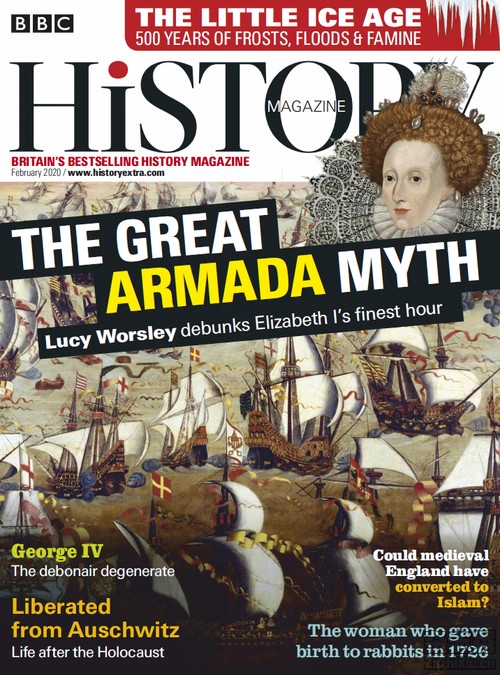 BBC
THE LITTLE ICE AGE
500 YEARS OF FROSTS, FLOODS & FAMINE
HiSTORY
MAGAZINE
BRITAIN'S BESTSELLING HISTORY MAGAZINE
February 2020 / www.historyextra.com
THE GREAT
ARMADA MYTH
Lucy Worsley debunks Elizabeth I's finest hour
George IV
The debonair degenerate
Liberated
from Auschwitz
Life after the Holocaust
Could medieval
England have
converted to
Islam?
The woman who gave
birth to rabbits in 1726